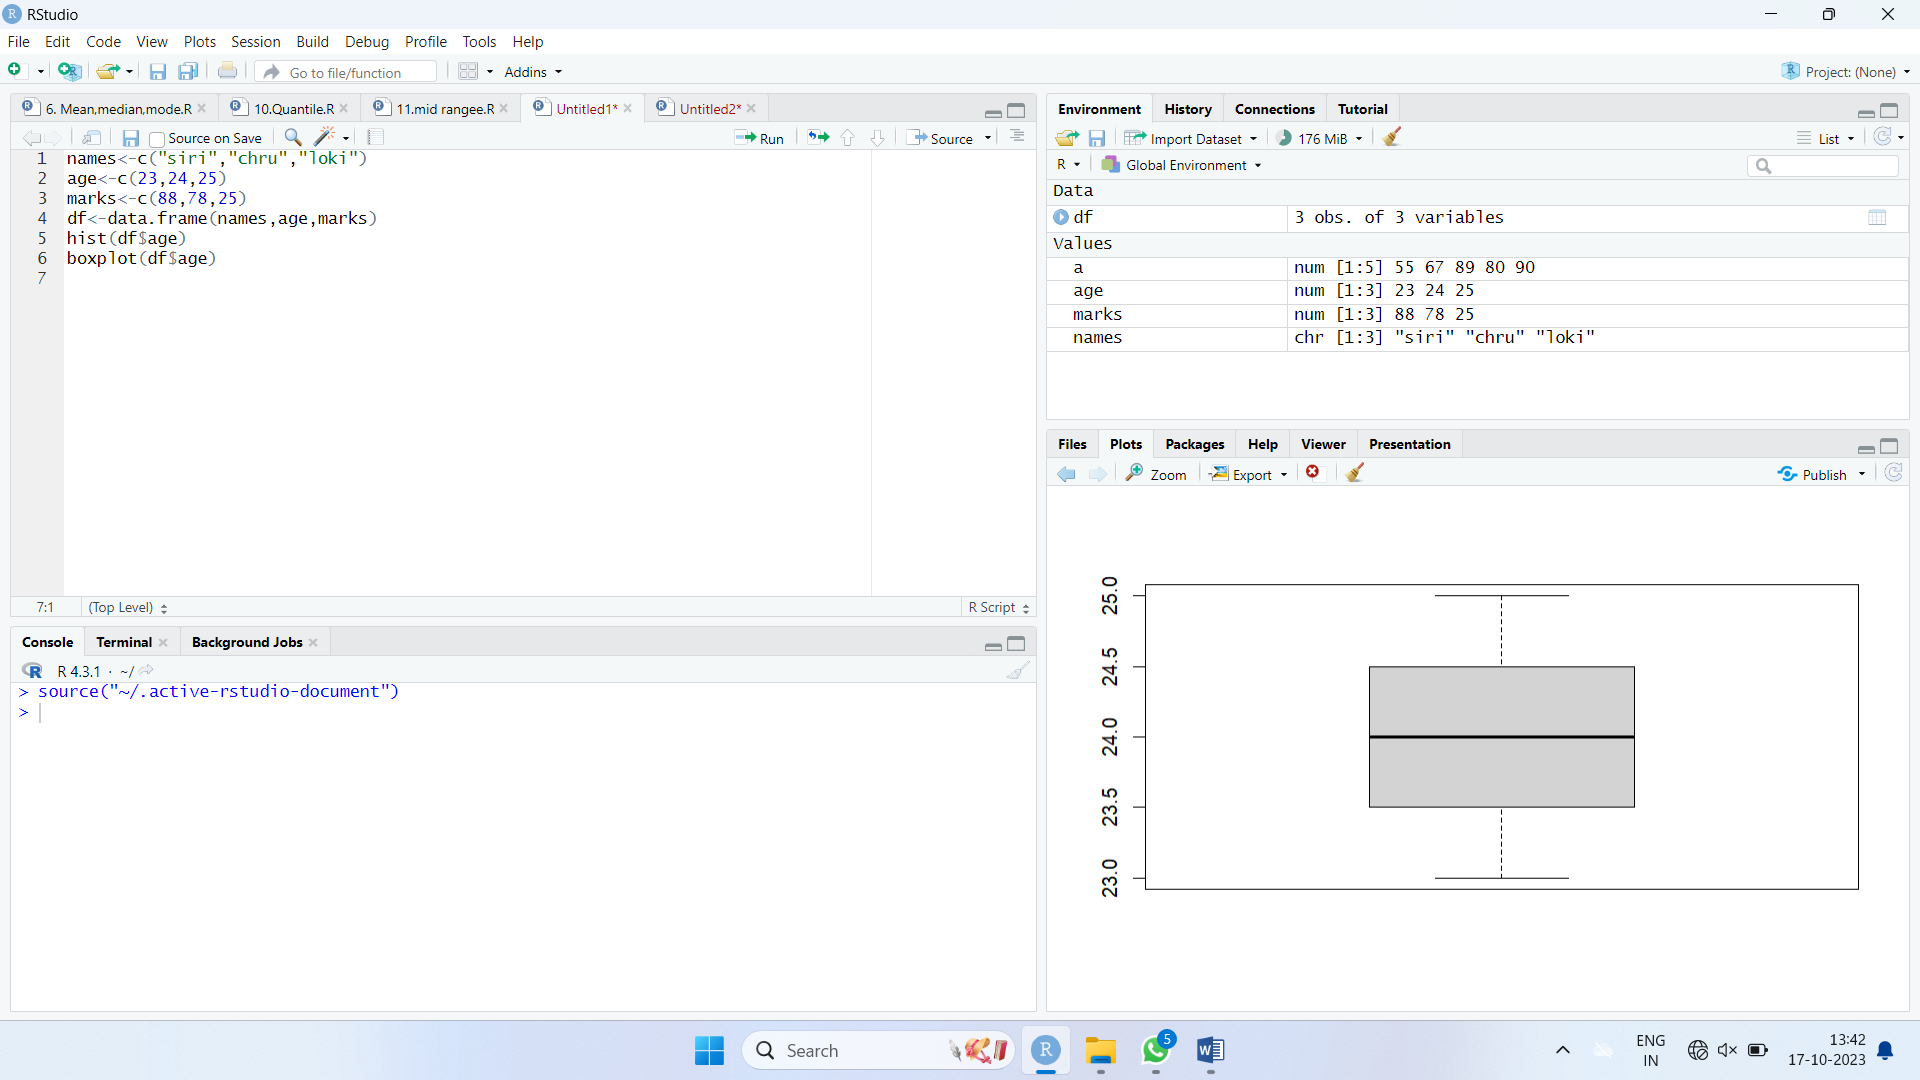 RStudio
File Edit Code View Plots Session Build Debug Profile Tools Help
Go to file/function Addins Project: (None)
6. Mean,median,mode.R 10.Quantile.R 11.mid rangee.R Untitled1* Untitled2*
Source on Save Run Source
1 names<-c("siri","chru","loki")
2 age<-c(23,24,25)
3 marks<-c(88,78,25)
4 df<-data.frame(names,age,marks)
5 hist(df$age)
6 boxplot(df$age)
7
7:1 (Top Level) R Script
Console Terminal Background Jobs
R 4.3.1 · ~/
> source("~/.active-rstudio-document")
>
Environment History Connections Tutorial
Import Dataset 176 MiB List
R Global Environment
Data
df 3 obs. of 3 variables
Values
a num [1:5] 55 67 89 80 90
age num [1:3] 23 24 25
marks num [1:3] 88 78 25
names chr [1:3] "siri" "chru" "loki"
Files Plots Packages Help Viewer Presentation
Zoom Export Publish
25.0
24.5
24.0
23.5
23.0
Search
5
ENG
IN
13:42
17-10-2023